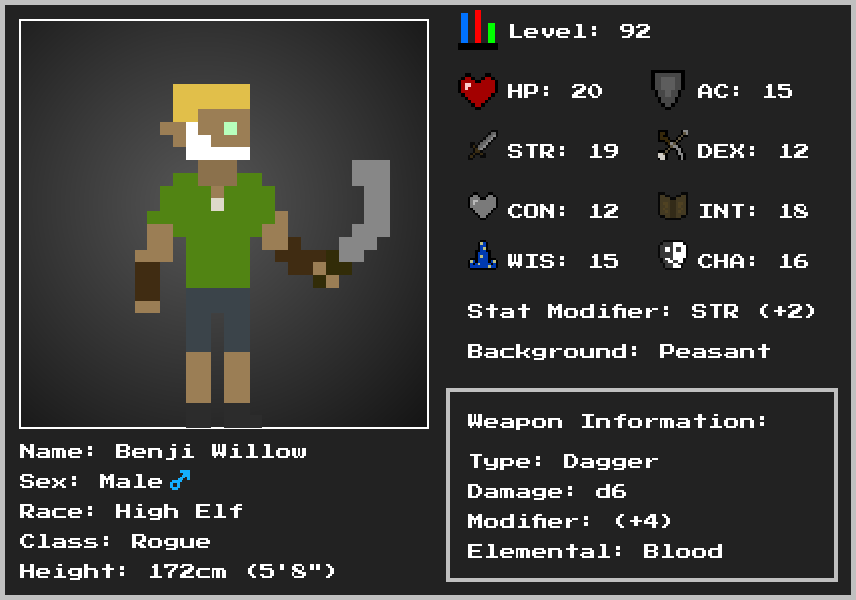 Level: 92
HP: 20 AC: 15
STR: 19 DEX: 12
CON: 12 INT: 18
WIS: 15 CHA: 16
Stat Modifier: STR (+2)
Background: Peasant
Weapon Information:
Type: Dagger
Damage: d6
Modifier: (+4)
Elemental: Blood
Name: Benji Willow
Sex: Male♂
Race: High Elf
Class: Rogue
Height: 172cm (5'8")